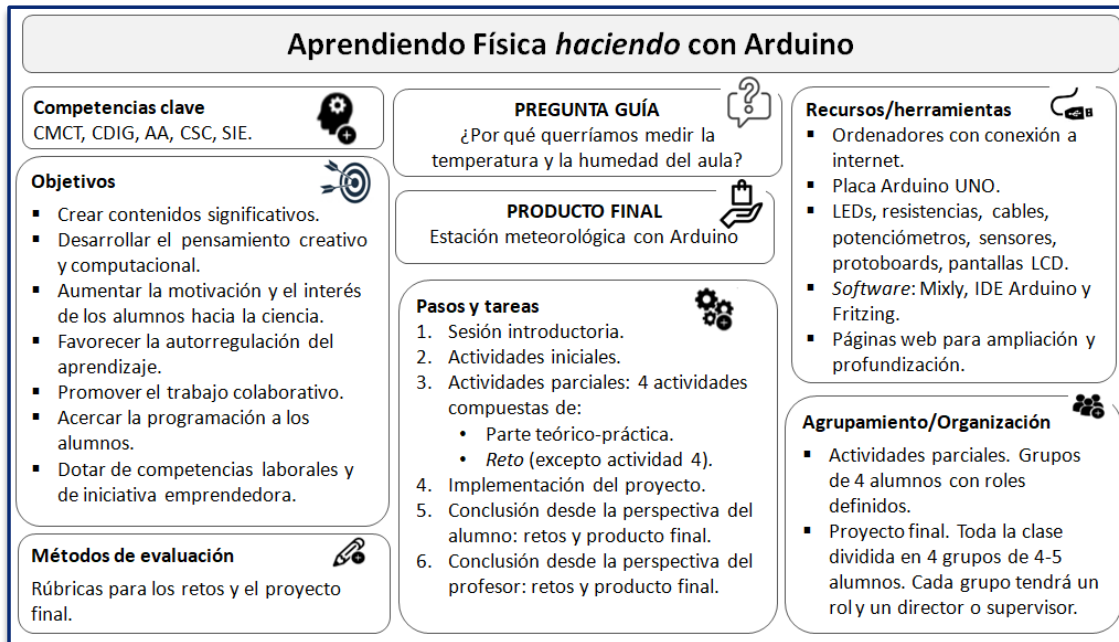 Aprendiendo Física haciendo con Arduino
Competencias clave
CMCT, CDIG, AA, CSC, SIE.
Objetivos
▪ Crear contenidos significativos.
▪ Desarrollar el pensamiento creativo
y computacional.
▪ Aumentar la motivación y el interés
de los alumnos hacia la ciencia.
▪ Favorecer la autorregulación del
aprendizaje.
▪ Promover el trabajo colaborativo.
▪ Acercar la programación a los
alumnos.
▪ Dotar de competencias laborales y
de iniciativa emprendedora.
Métodos de evaluación
Rúbricas para los retos y el proyecto
final.
PREGUNTA GUÍA
¿Por qué querríamos medir la
temperatura y la humedad del aula?
PRODUCTO FINAL
Estación meteorológica con Arduino
Pasos y tareas
1. Sesión introductoria.
2. Actividades iniciales.
3. Actividades parciales: 4 actividades
compuestas de:
• Parte teórico-práctica.
• Reto (excepto actividad 4).
4. Implementación del proyecto.
5. Conclusión desde la perspectiva del
alumno: retos y producto final.
6. Conclusión desde la perspectiva del
profesor: retos y producto final.
Recursos/herramientas
▪ Ordenadores con conexión a
internet.
▪ Placa Arduino UNO.
▪ LEDs, resistencias, cables,
potenciómetros, sensores,
protoboards, pantallas LCD.
▪ Software: Mixly, IDE Arduino y
Fritzing.
▪ Páginas web para ampliación y
profundización.
Agrupamiento/Organización
▪ Actividades parciales. Grupos
de 4 alumnos con roles
definidos.
▪ Proyecto final. Toda la clase
dividida en 4 grupos de 4-5
alumnos. Cada grupo tendrá un
rol y un director o supervisor.